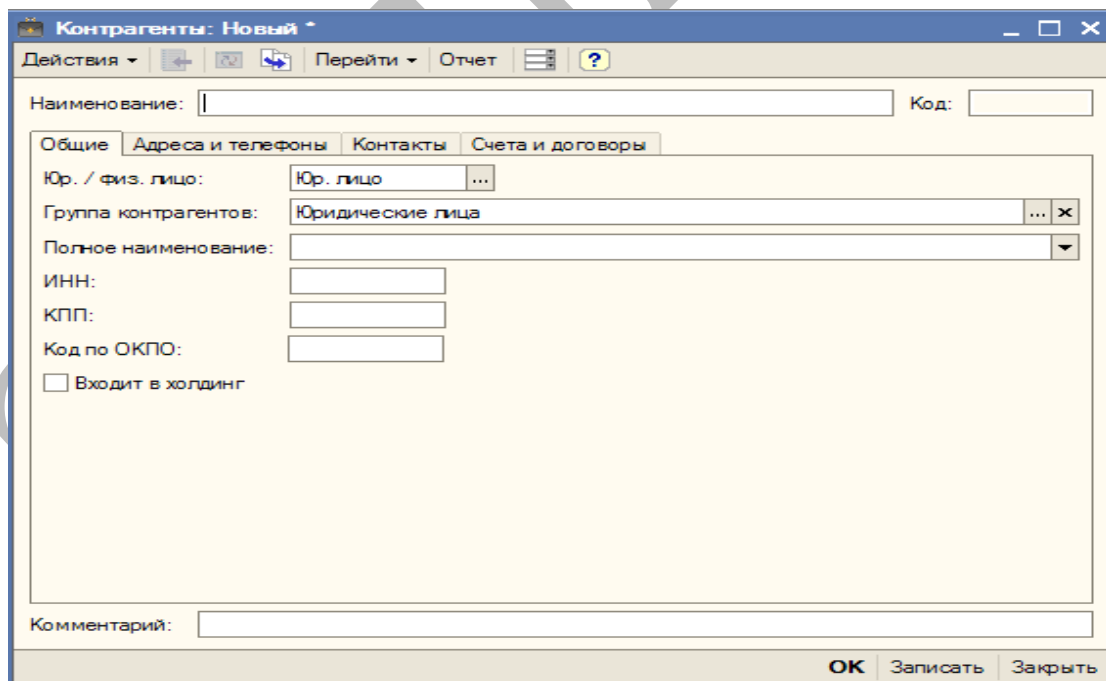 Контрагенты: Новый *
Действия Перейти Отчет ?
Наименование: Код:
Общие Адреса и телефоны Контакты Счета и договоры
Юр. / физ. лицо: Юр. лицо ...
Группа контрагентов: Юридические лица ... x
Полное наименование:
ИНН:
КПП:
Код по ОКПО:
Входит в холдинг
Комментарий:
OK Записать Закрыть